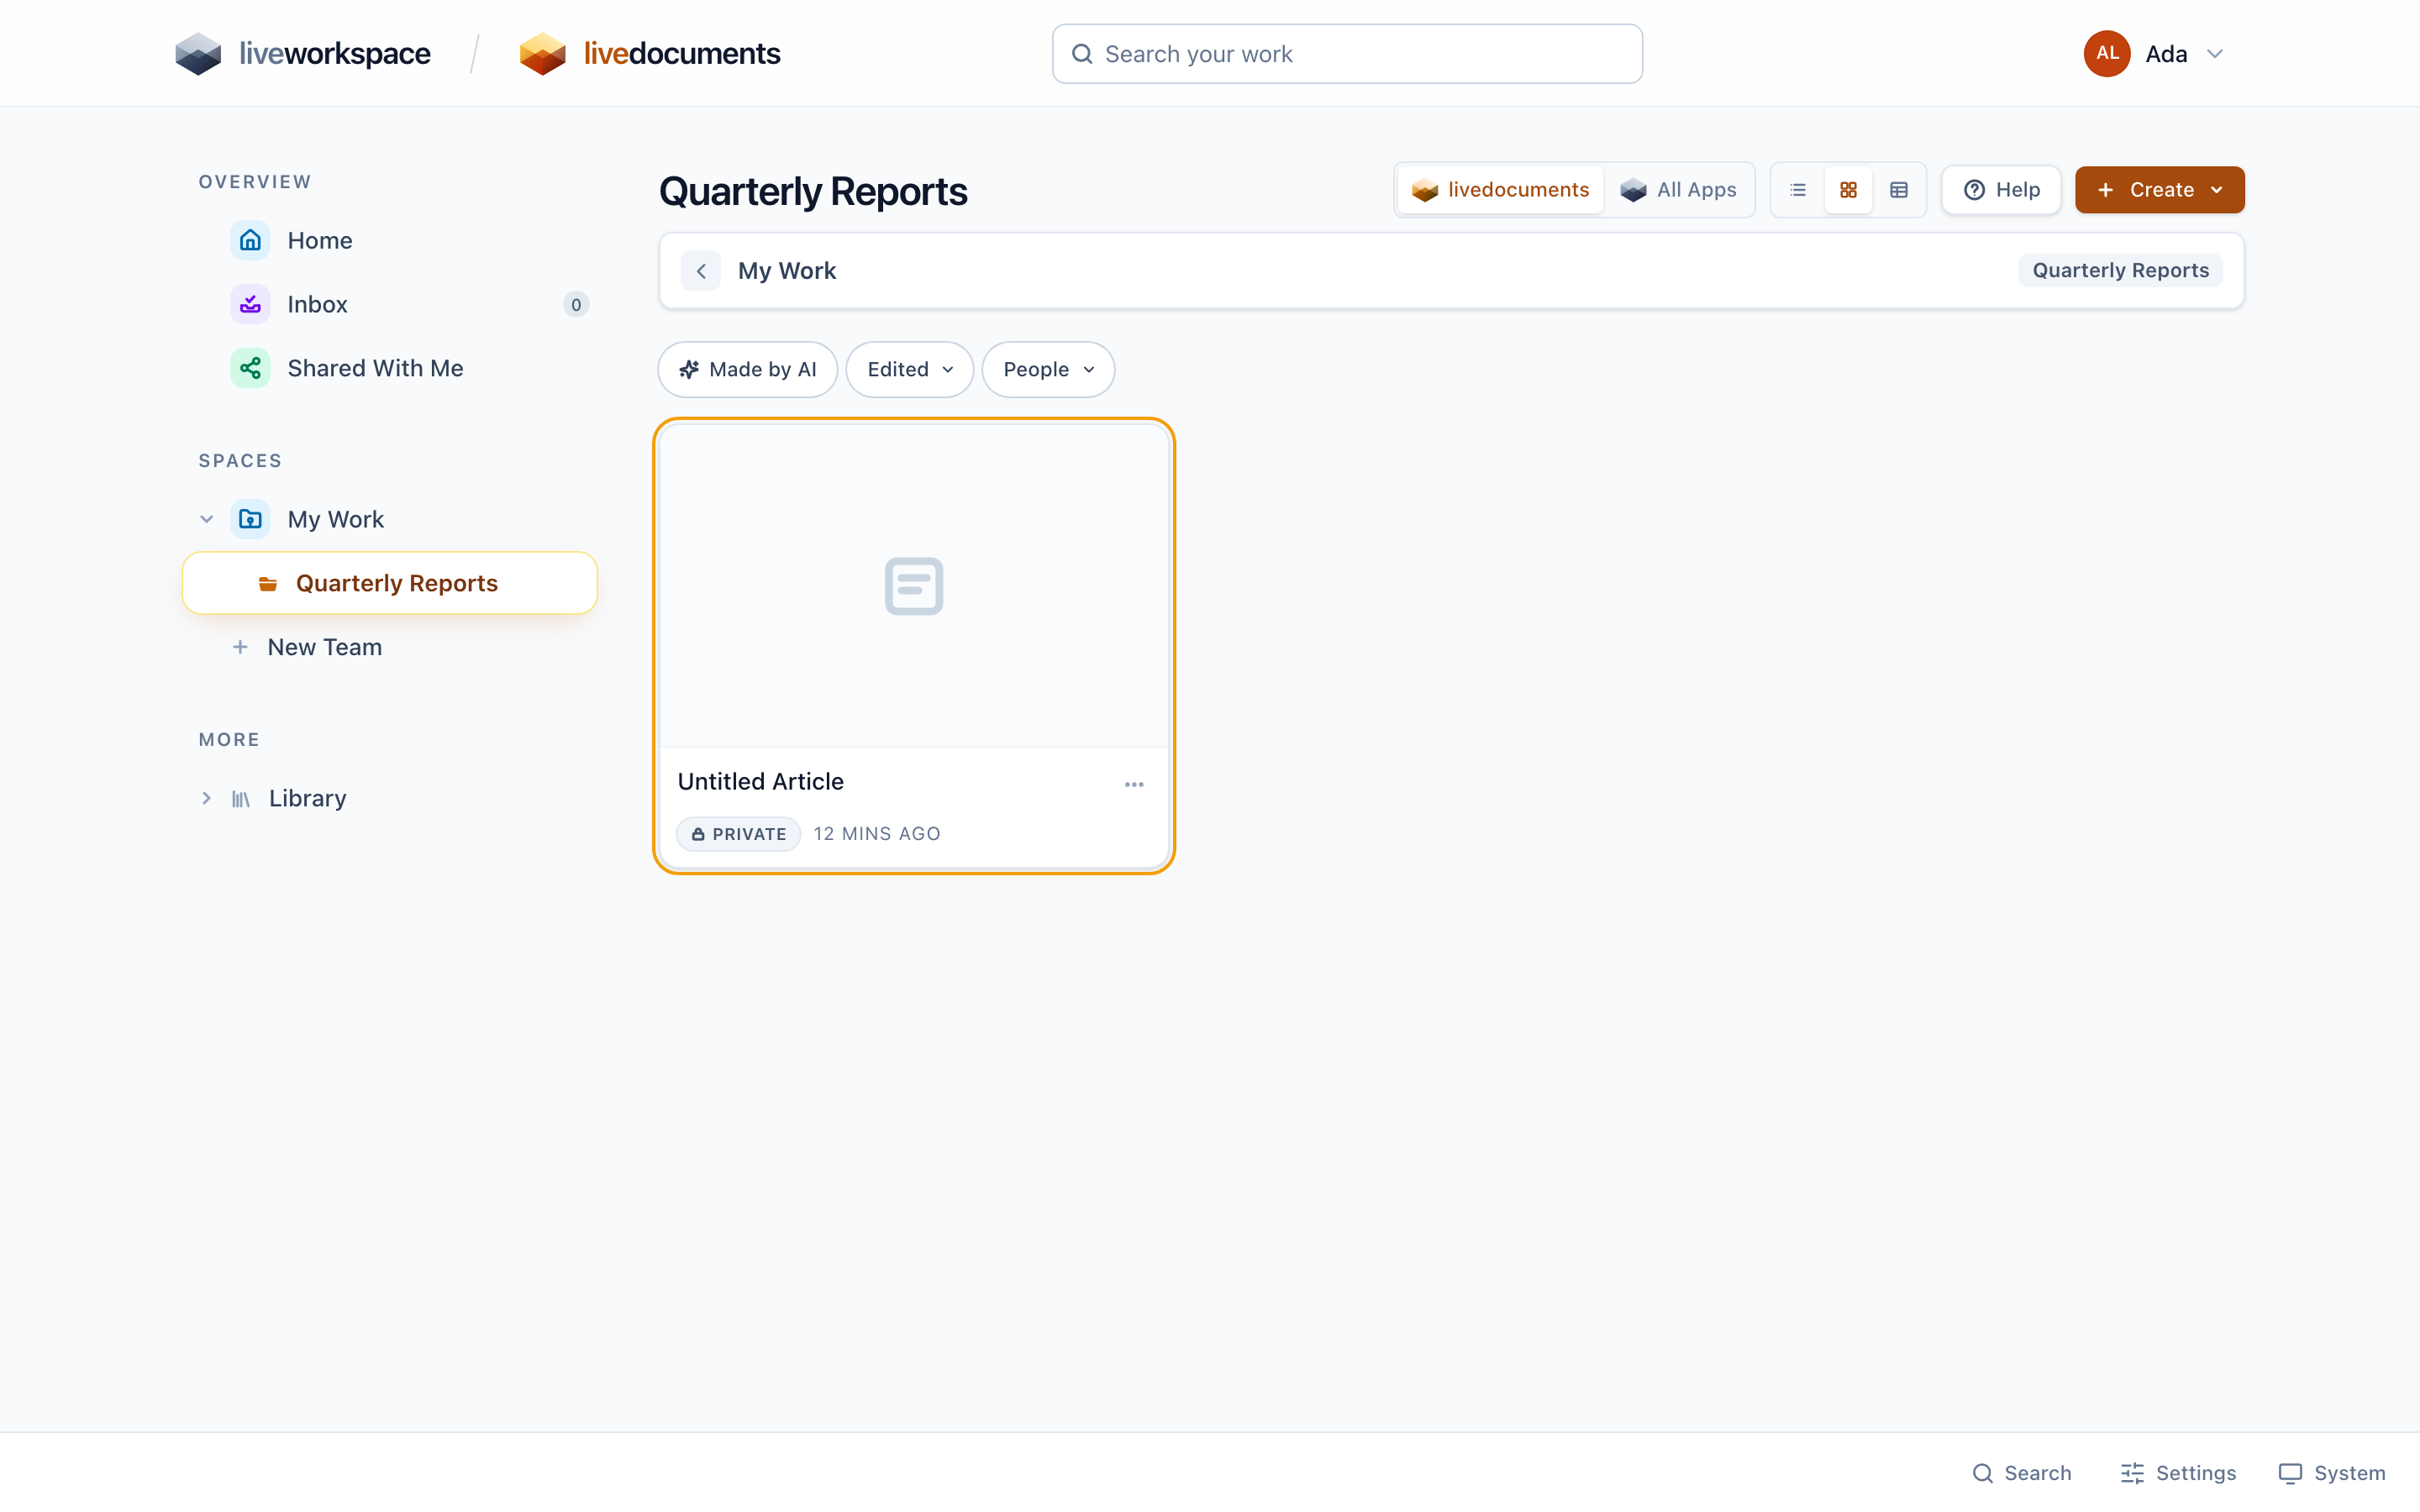 liveworkspace
livedocuments
Search your work
AL
Ada
OVERVIEW
Home
Inbox
0
Shared With Me
SPACES
My Work
Quarterly Reports
New Team
MORE
Library
Quarterly Reports
livedocuments
All Apps
Help
Create
My Work
Quarterly Reports
Made by AI
Edited
People
Untitled Article
PRIVATE
12 MINS AGO
Search
Settings
System